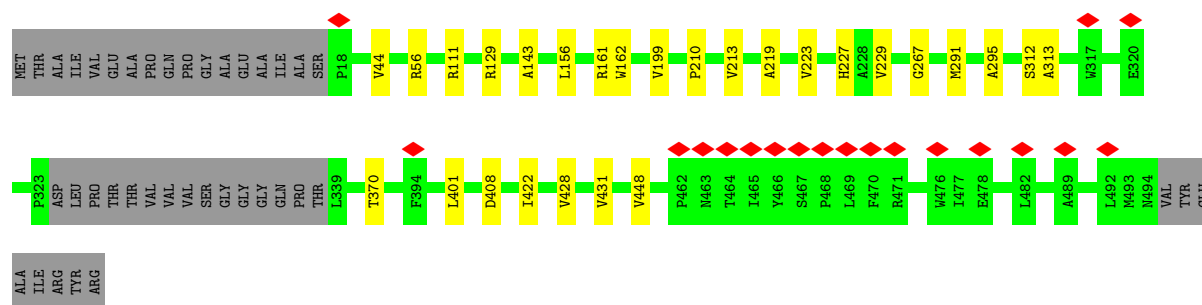 MET THR ALA ILE VAL GLU ALA PRO GLN PRO GLY ALA GLU ALA ILE ALA SER P18 V44 R56 R111 R129 A143 L156 R161 W162 V199 P210 V213 A219 V223 H227 A228 V229 G267 M291 A295 S312 A313 W317 E320
P323 ASP LEU PRO THR THR VAL VAL VAL SER GLY GLY GLY GLN PRO THR L339 T370 F394 L401 D408 I422 V428 V431 V448 P462 N463 T464 I465 Y466 S467 P468 L469 F470 R471 W476 I477 E478 L482 A489 L492 M493 N494 VAL TYR GLU
ALA ILE ARG TYR ARG